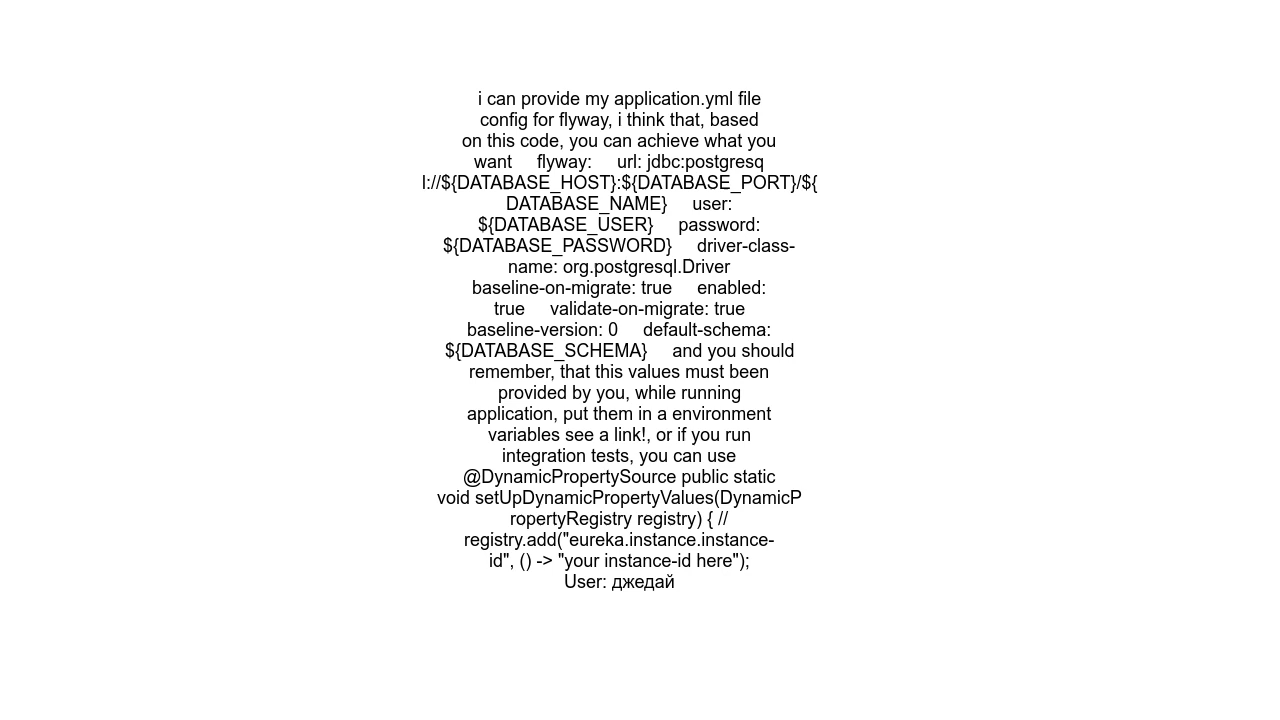 i can provide my application.yml file
config for flyway, i think that, based
on this code, you can achieve what you
want     flyway:     url: jdbc:postgresq
l://${DATABASE_HOST}:${DATABASE_PORT}/${
DATABASE_NAME}     user:
${DATABASE_USER}     password:
${DATABASE_PASSWORD}     driver-class-
name: org.postgresql.Driver
baseline-on-migrate: true     enabled:
true     validate-on-migrate: true
baseline-version: 0     default-schema:
${DATABASE_SCHEMA}     and you should
remember, that this values must been
provided by you, while running
application, put them in a environment
variables see a link!, or if you run
integration tests, you can use
@DynamicPropertySource public static
void setUpDynamicPropertyValues(DynamicP
ropertyRegistry registry) { //
registry.add("eureka.instance.instance-
id", () -> "your instance-id here");
User: джедай